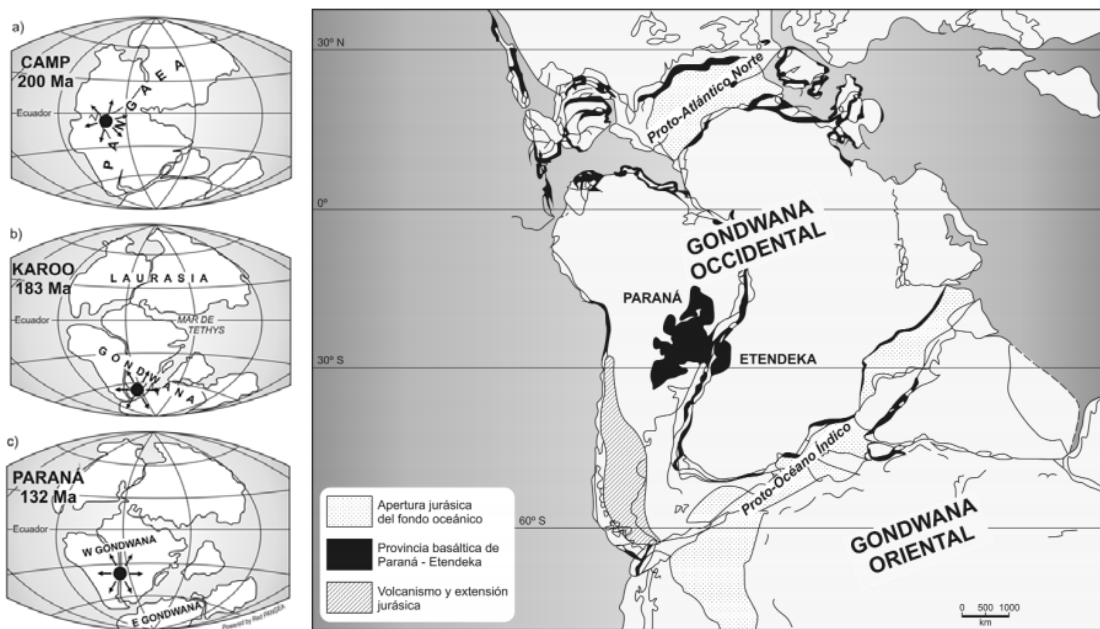 a)
CAMP
200 Ma
Ecuador
PANGAEA
b)
KAROO
183 Ma
LAURASIA
Ecuador
MAR DE
TETHYS
GONDWANA
c)
PARANÁ
132 Ma
Ecuador
W GONDWANA
E GONDWANA
Powered by Red PANGEA
30º N
Proto-Atlántico Norte
0º
GONDWANA
OCCIDENTAL
PARANÁ
ETENDEKA
30º S
Proto-Océano Índico
60º S
GONDWANA
ORIENTAL
Apertura jurásica
del fondo oceánico
Provincia basáltica de
Paraná - Etendeka
Volcanismo y extensión
jurásica
0 500 1000
km